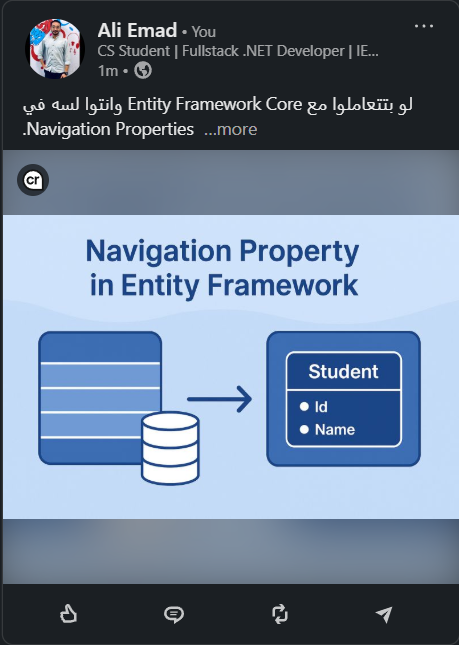 Ali Emad • You
CS Student | Fullstack .NET Developer | IE...
1m •
لو بتتعاملوا مع Entity Framework Core وانتوا لسه في
Navigation Properties. ...more
cr
Navigation Property
in Entity Framework
Student
Id
Name